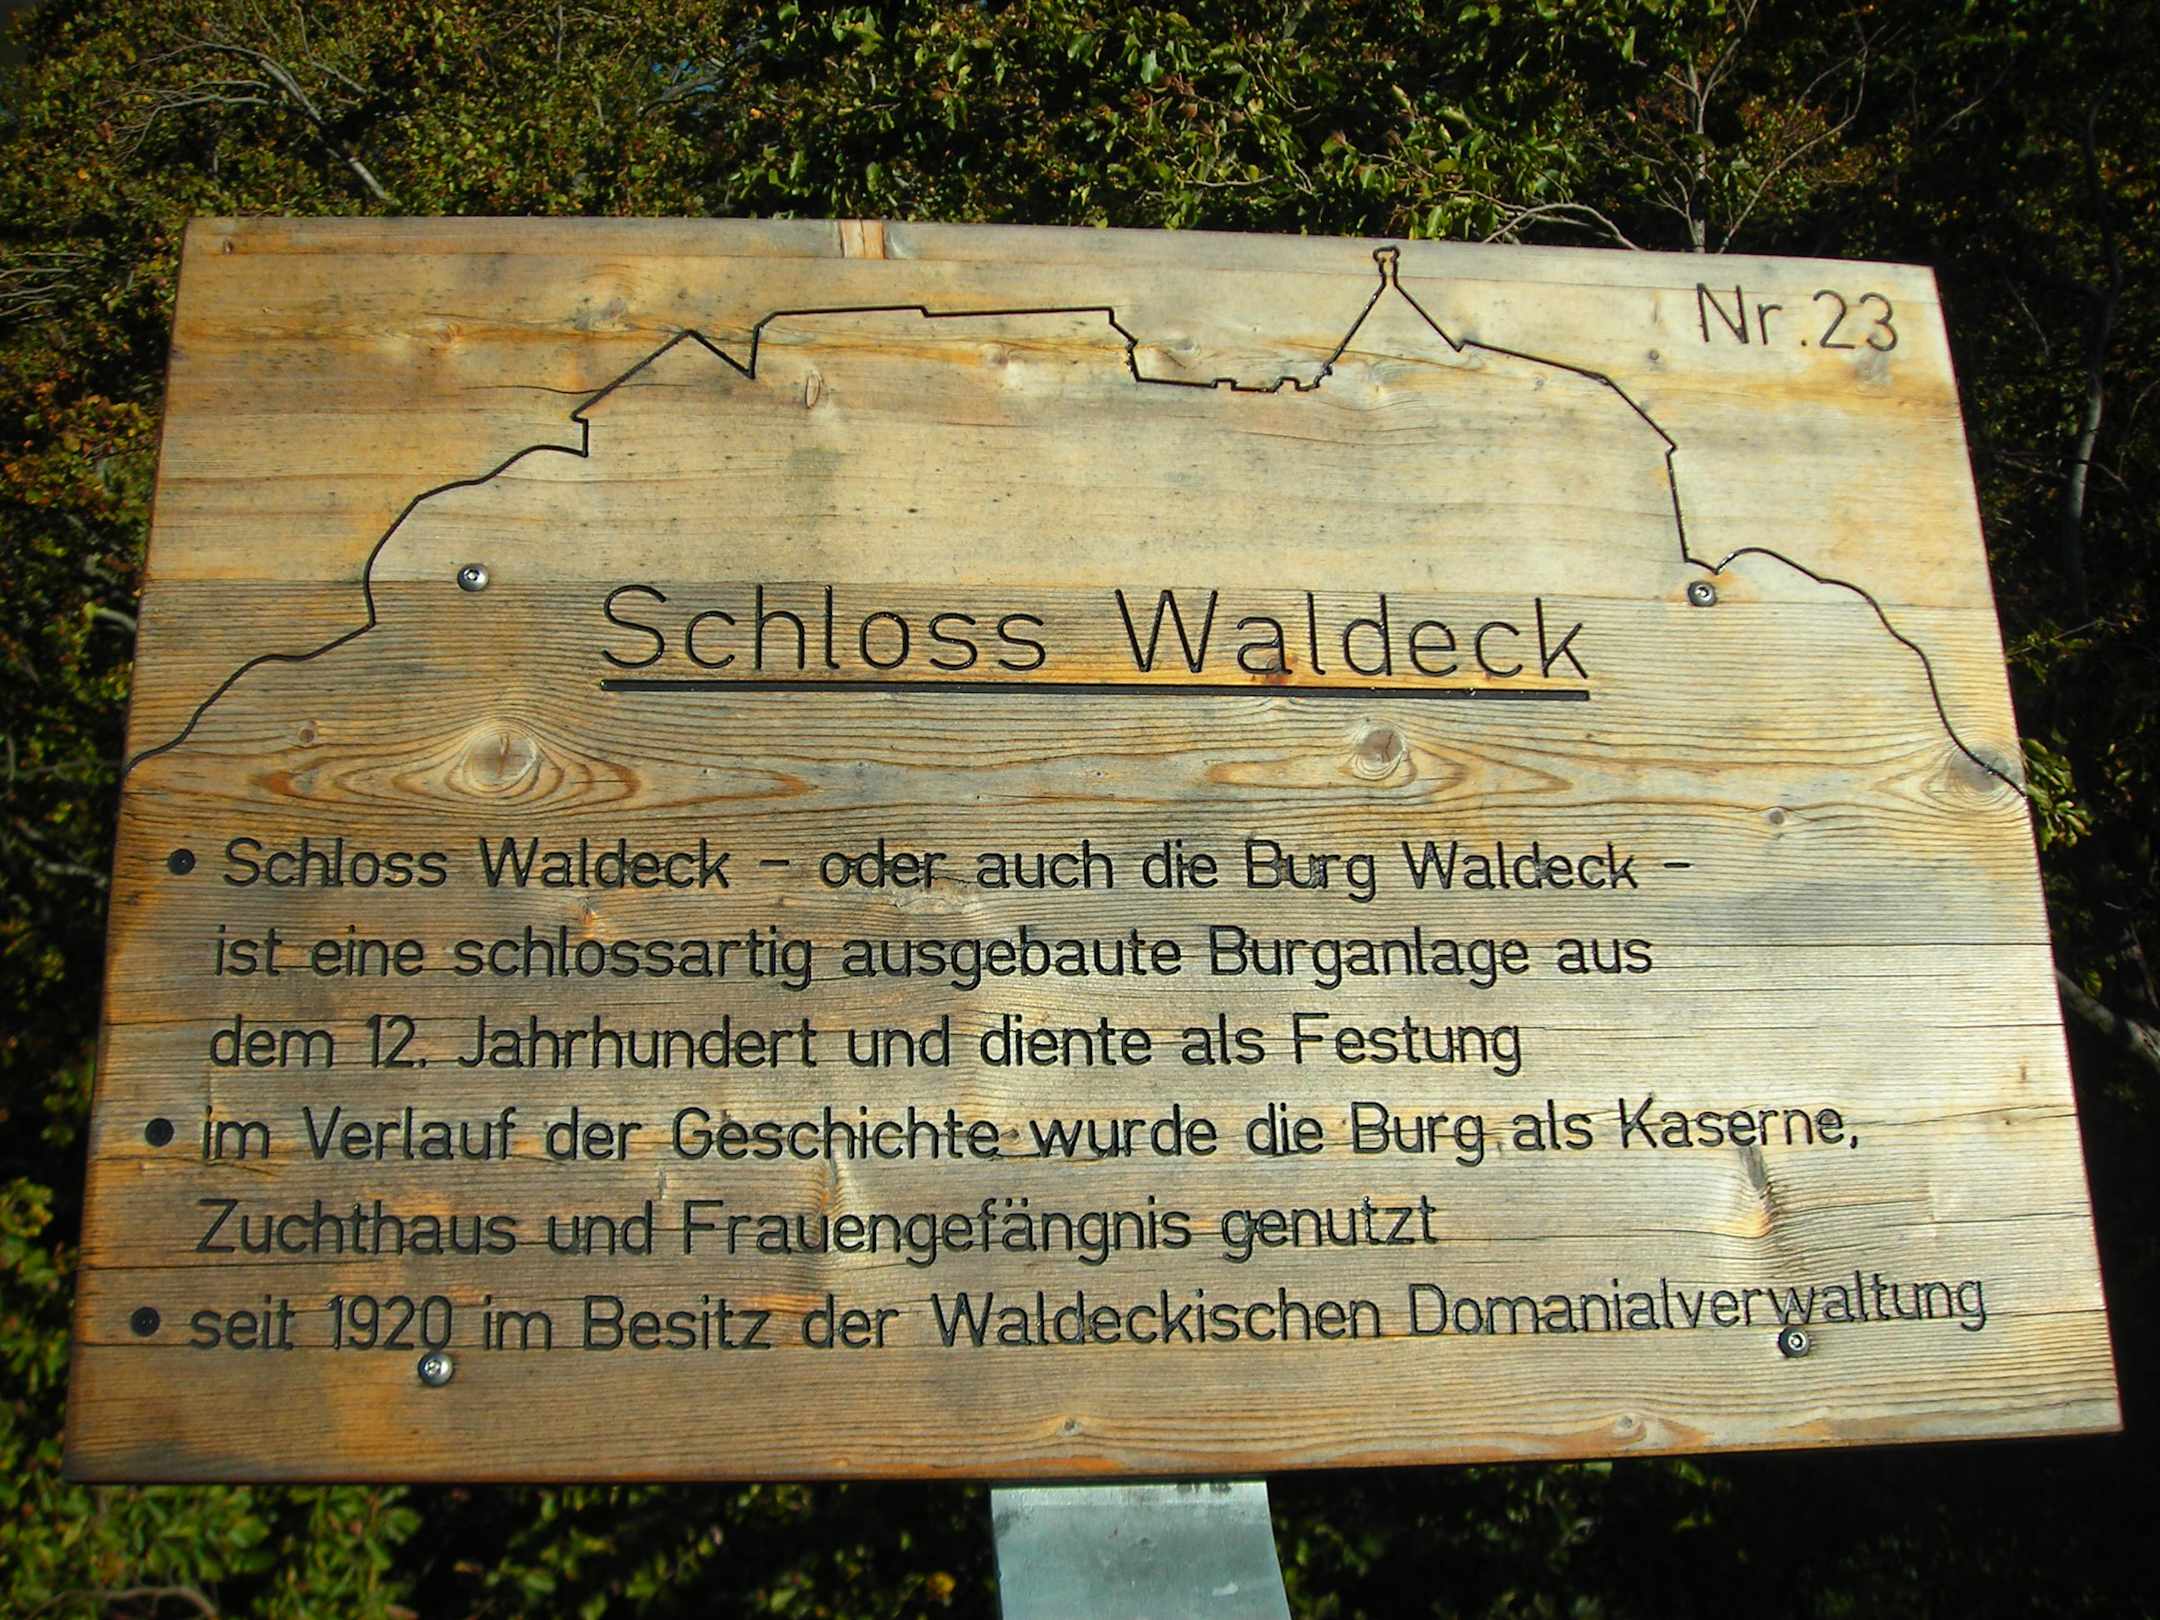 Nr. 23
Schloss Waldeck
• Schloss Waldeck - oder auch die Burg Waldeck -
ist eine schlossartig ausgebaute Burganlage aus
dem 12. Jahrhundert und diente als Festung
• im Verlauf der Geschichte wurde die Burg als Kaserne,
Zuchthaus und Frauengefängnis genutzt
• seit 1920 im Besitz der Waldeckischen Domanialverwaltung